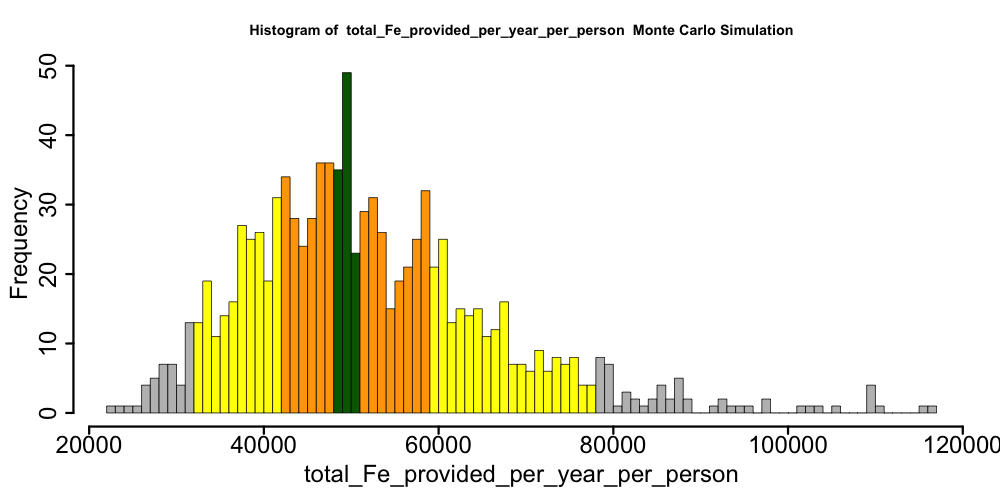 Histogram of  total_Fe_provided_per_year_per_person  Monte Carlo Simulation
50
40
30
20
10
0
Frequency
20000 40000 60000 80000 100000 120000
total_Fe_provided_per_year_per_person